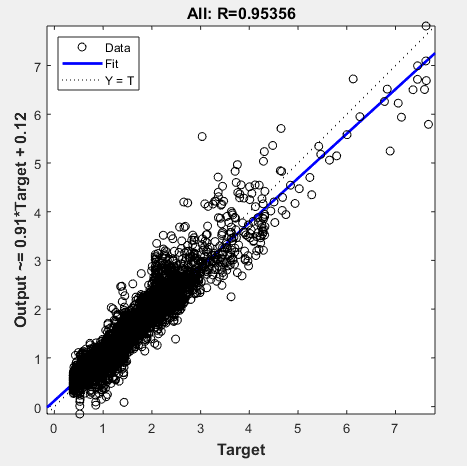 All: R=0.95356
Data
Fit
Y = T
Output ~= 0.91*Target + 0.12
7
6
5
4
3
2
1
0
0 1 2 3 4 5 6 7
Target